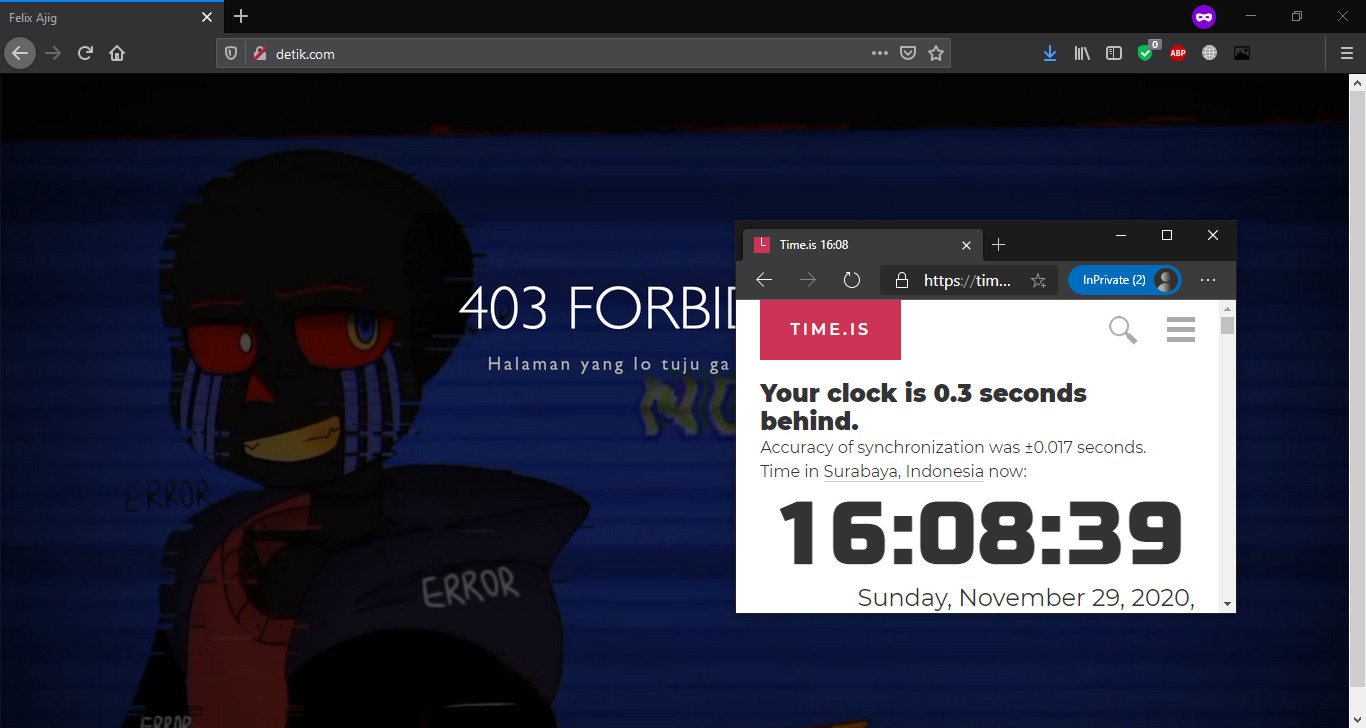 Felix Ajig
detik.com
0
ABP
403 FORBID
Halaman yang lo tuju ga
ERROR
ERROR
ERROR
Time.is 16:08
https://tim...
InPrivate (2)
TIME.IS
Your clock is 0.3 seconds
behind.
Accuracy of synchronization was ±0.017 seconds.
Time in Surabaya, Indonesia now:
16:08:39
Sunday, November 29, 2020,